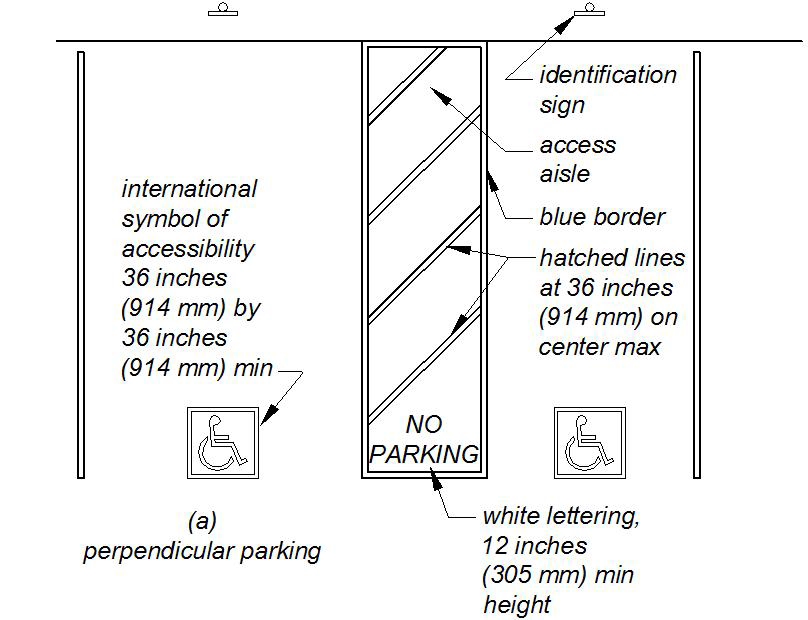 identification
sign
access
aisle
international
symbol of
accessibility
36 inches
(914 mm) by
36 inches
(914 mm) min
blue border
hatched lines
at 36 inches
(914 mm) on
center max
NO
PARKING
(a)
perpendicular parking
white lettering,
12 inches
(305 mm) min
height